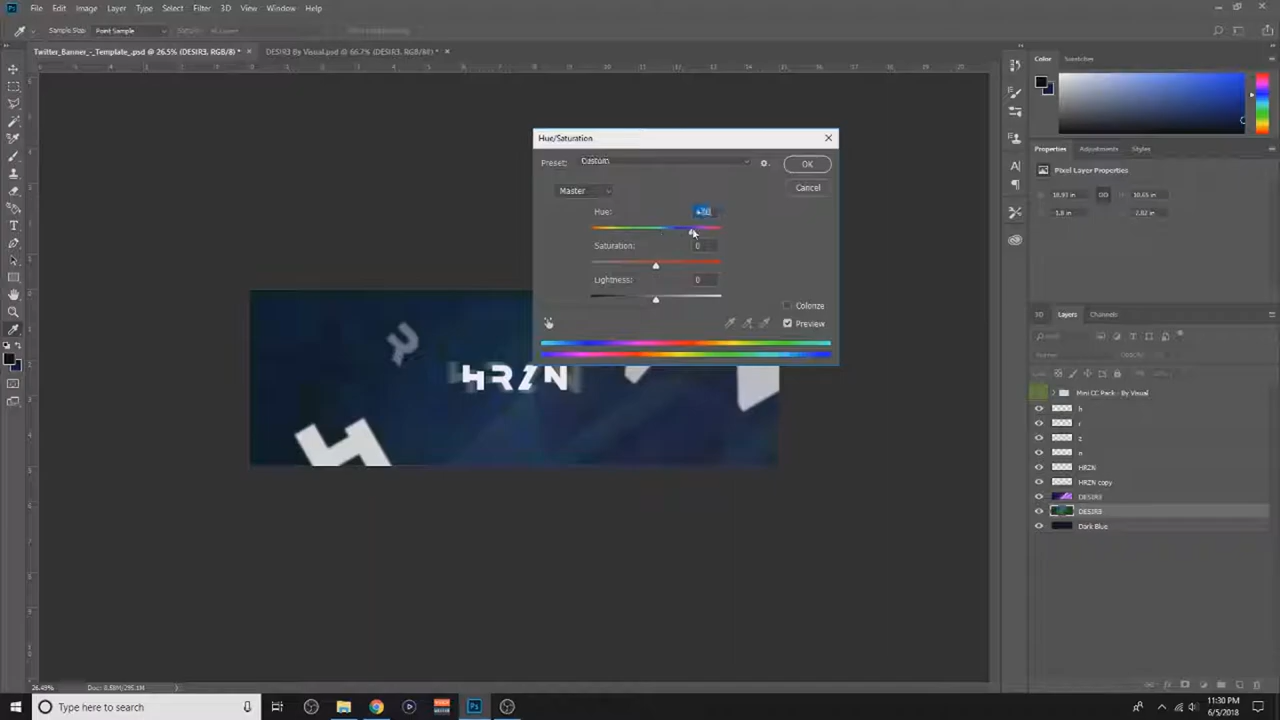 File Edit Image Layer Type Select Filter 3D View Window Help
Sample Size: Point Sample
Twitter_Banner_-_Template_.psd @ 26.5% (DESIR3, RGB/8) * ×
DESIR3 By Visual.psd @ 66.7% (DESIR3, RGB/8#) * ×
Hue/Saturation
Preset: Custom
OK
Cancel
Master
Hue:
Saturation: 0
Lightness: 0
Colorize
Preview
HRZN
Color Swatches
Properties Adjustments Styles
Pixel Layer Properties
3D Layers Channels
Mini CC Pack - By Visual
h
r
z
n
HRZN
HRZN copy
DESIR3
DESIR3
Dark Blue
26.49%
Type here to search
Ps
11:30 PM
6/5/2018